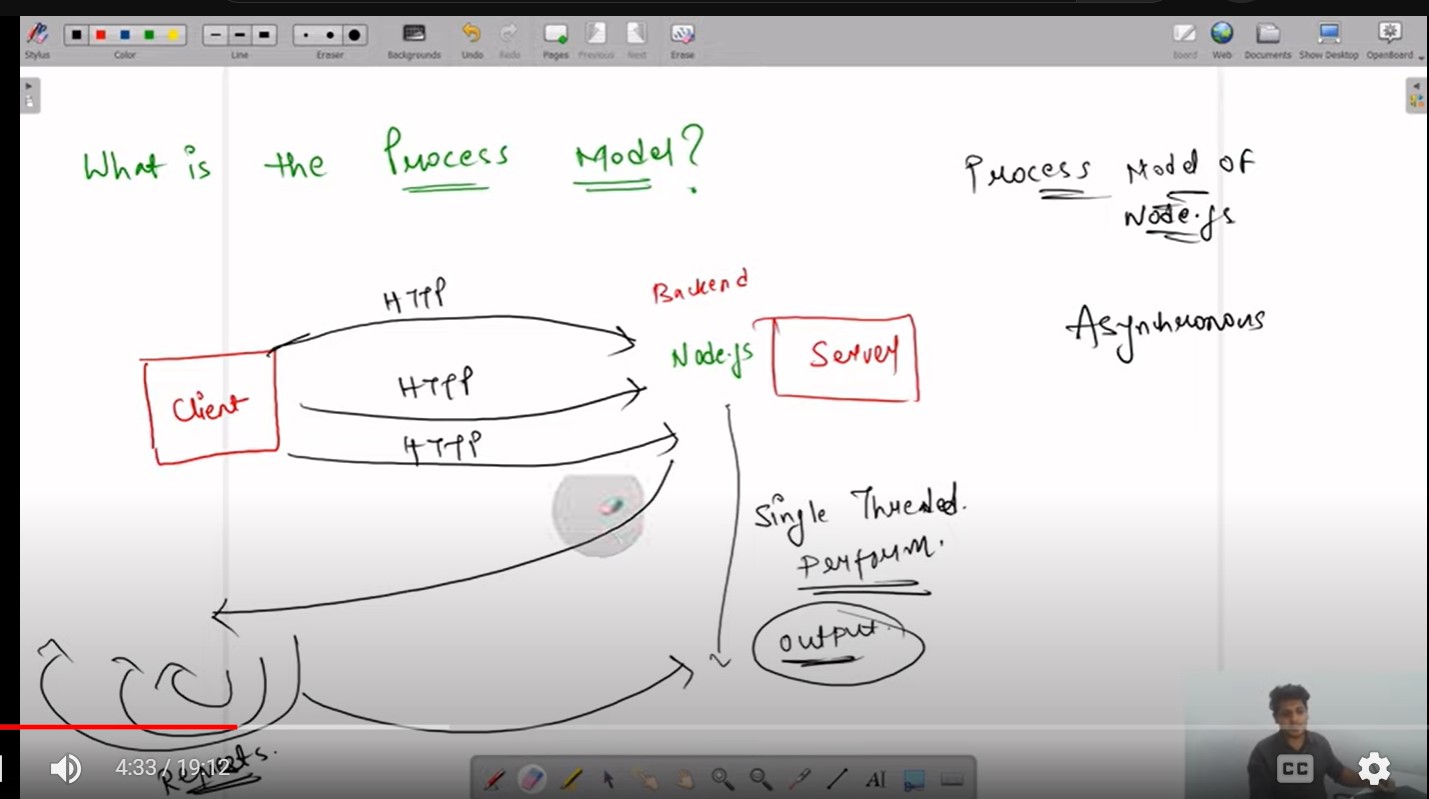 Stylus
Color
Line
Eraser
Backgrounds
Undo
Redo
Pages
Previous
Next
Erase
Board
Web
Documents
Show Desktop
OpenBoard
What is the Process Model?
Process Model of
Node.js
HTTP
Backend
Asynchronous
Node.js
Server
HTTP
Client
HTTP
Single Threaded.
Perform.
Output.
4:33 / 19:12
CC
AI